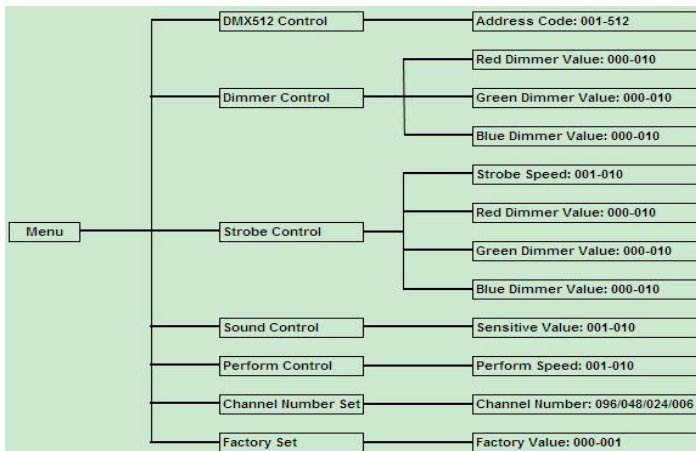 DMX512 Control
Address Code: 001-512
Red Dimmer Value: 000-010
Dimmer Control
Green Dimmer Value: 000-010
Blue Dimmer Value: 000-010
Strobe Speed: 001-010
Red Dimmer Value: 000-010
Menu
Strobe Control
Green Dimmer Value: 000-010
Blue Dimmer Value: 000-010
Sound Control
Sensitive Value: 001-010
Perform Control
Perform Speed: 001-010
Channel Number Set
Channel Number: 096/048/024/006
Factory Set
Factory Value: 000-001